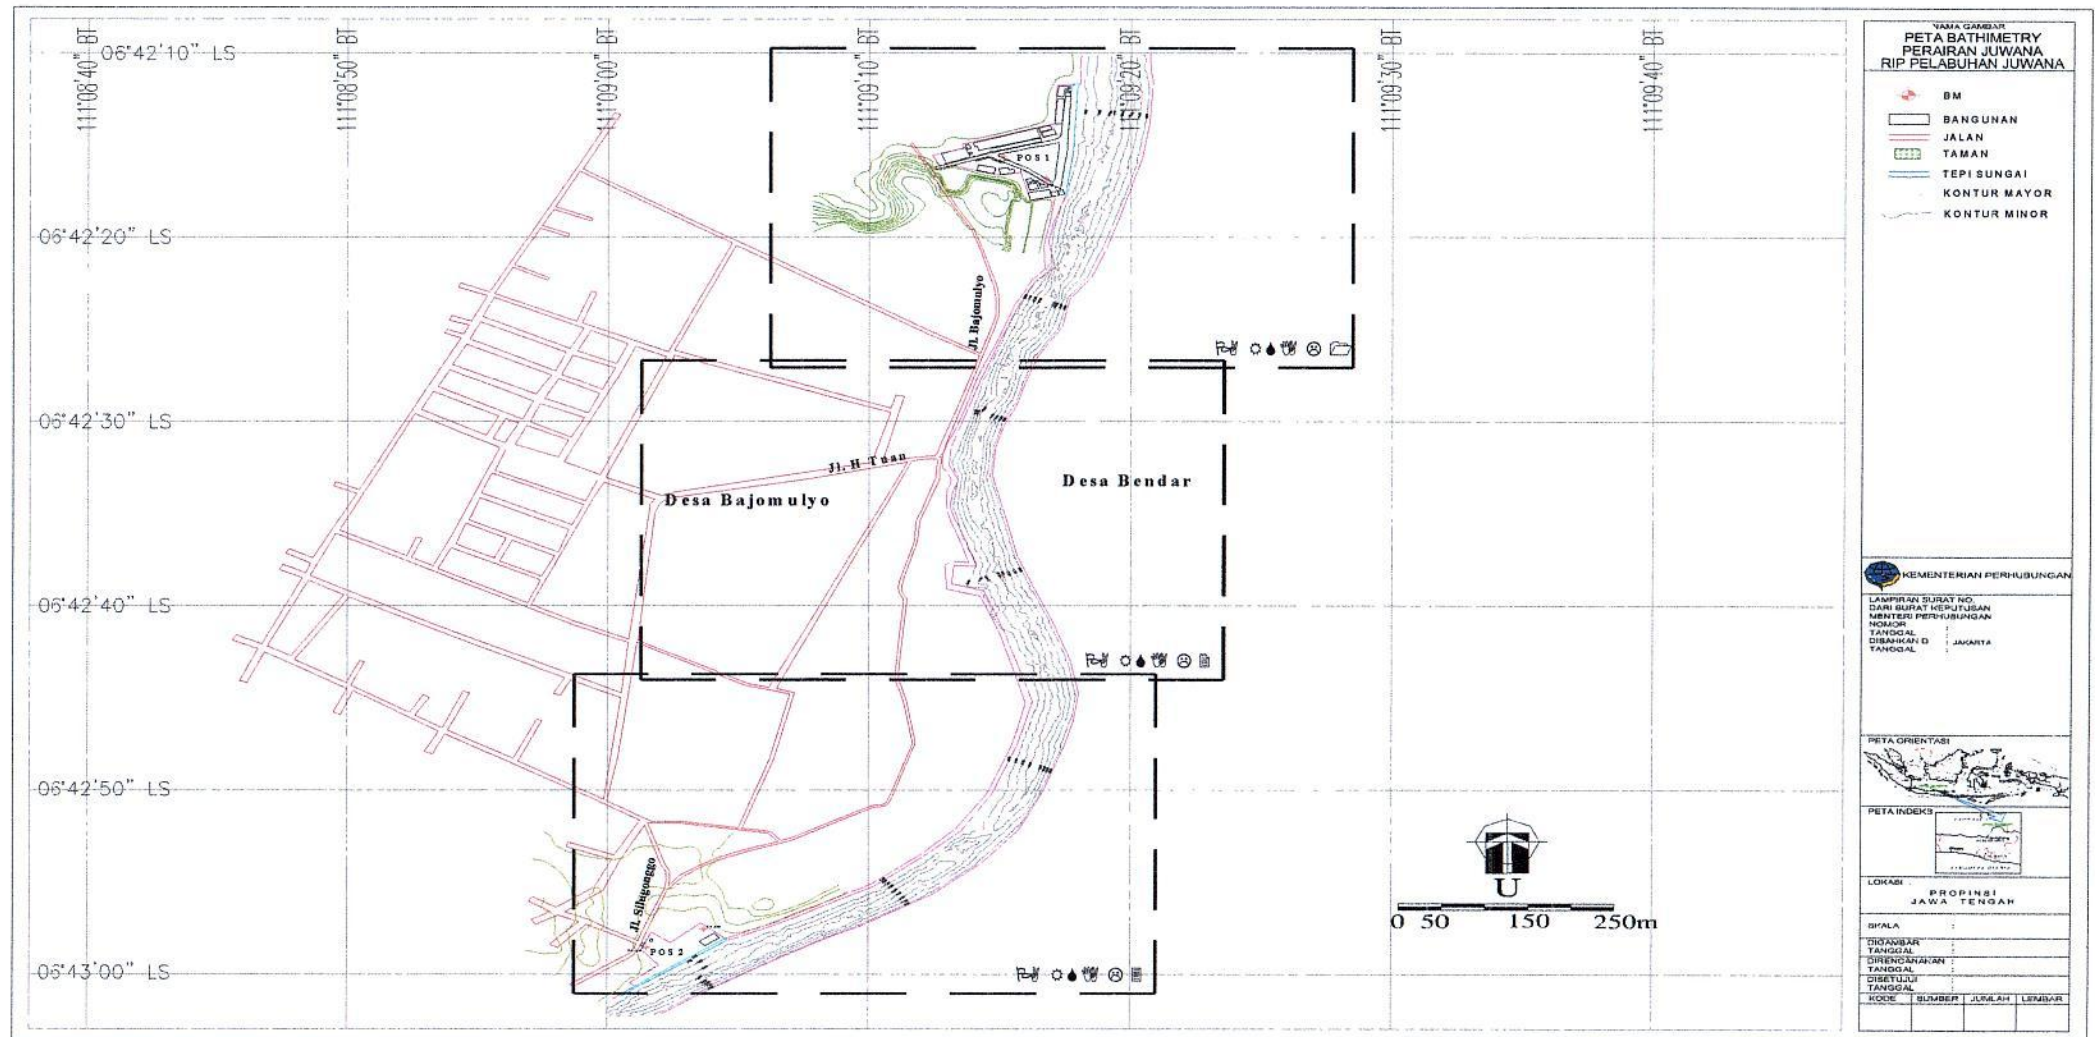 111°08'40" BT
111°08'50" BT
111°09'00" BT
111°09'10" BT
111°09'20" BT
111°09'30" BT
111°09'40" BT
06°42'10" LS
06°42'20" LS
06°42'30" LS
06°42'40" LS
06°42'50" LS
06°43'00" LS
POS 1
Jl. Bajomulyo
Jl. H Tuan
Desa Bajomulyo
Desa Bendar
Jl. Silugonggo
POS 2
U
0 50 150 250m
NAMA GAMBAR
PETA BATHIMETRY
PERAIRAN JUWANA
RIP PELABUHAN JUWANA
BM
BANGUNAN
JALAN
TAMAN
TEPI SUNGAI
KONTUR MAYOR
KONTUR MINOR
KEMENTERIAN PERHUBUNGAN
LAMPIRAN SURAT NO.
DARI SURAT KEPUTUSAN
MENTERI PERHUBUNGAN
NOMOR :
TANGGAL :
DISAHKAN D : JAKARTA
TANGGAL :
PETA ORIENTASI
PETA INDEKS
LOKASI :
PROPINSI
JAWA TENGAH
SKALA :
DIGAMBAR :
TANGGAL :
DIRENCANAKAN :
TANGGAL :
DISETUJUI :
TANGGAL :
KODE SUMBER JUMLAH LEMBAR